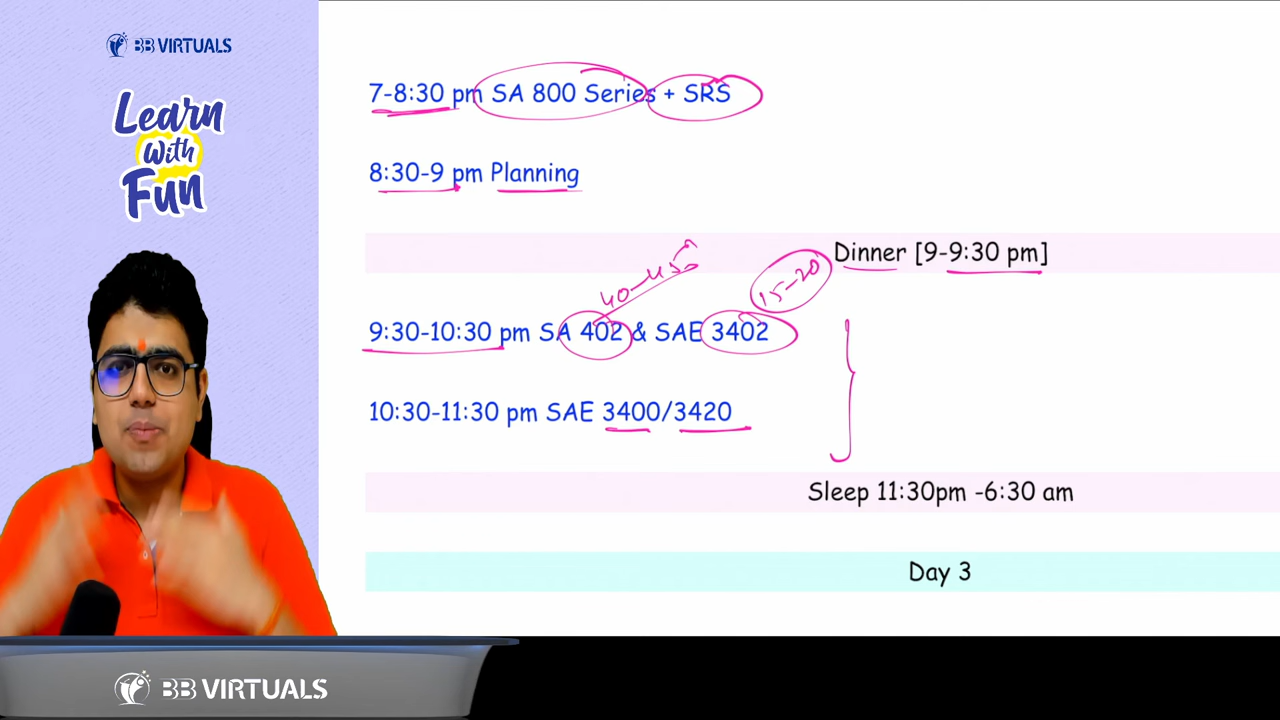 BB VIRTUALS
Learn
With
Fun
7-8:30 pm SA 800 Series + SRS
8:30-9 pm Planning
Dinner [9-9:30 pm]
40-45
15-20
9:30-10:30 pm SA 402 & SAE 3402
10:30-11:30 pm SAE 3400/3420
Sleep 11:30pm -6:30 am
Day 3
BB VIRTUALS